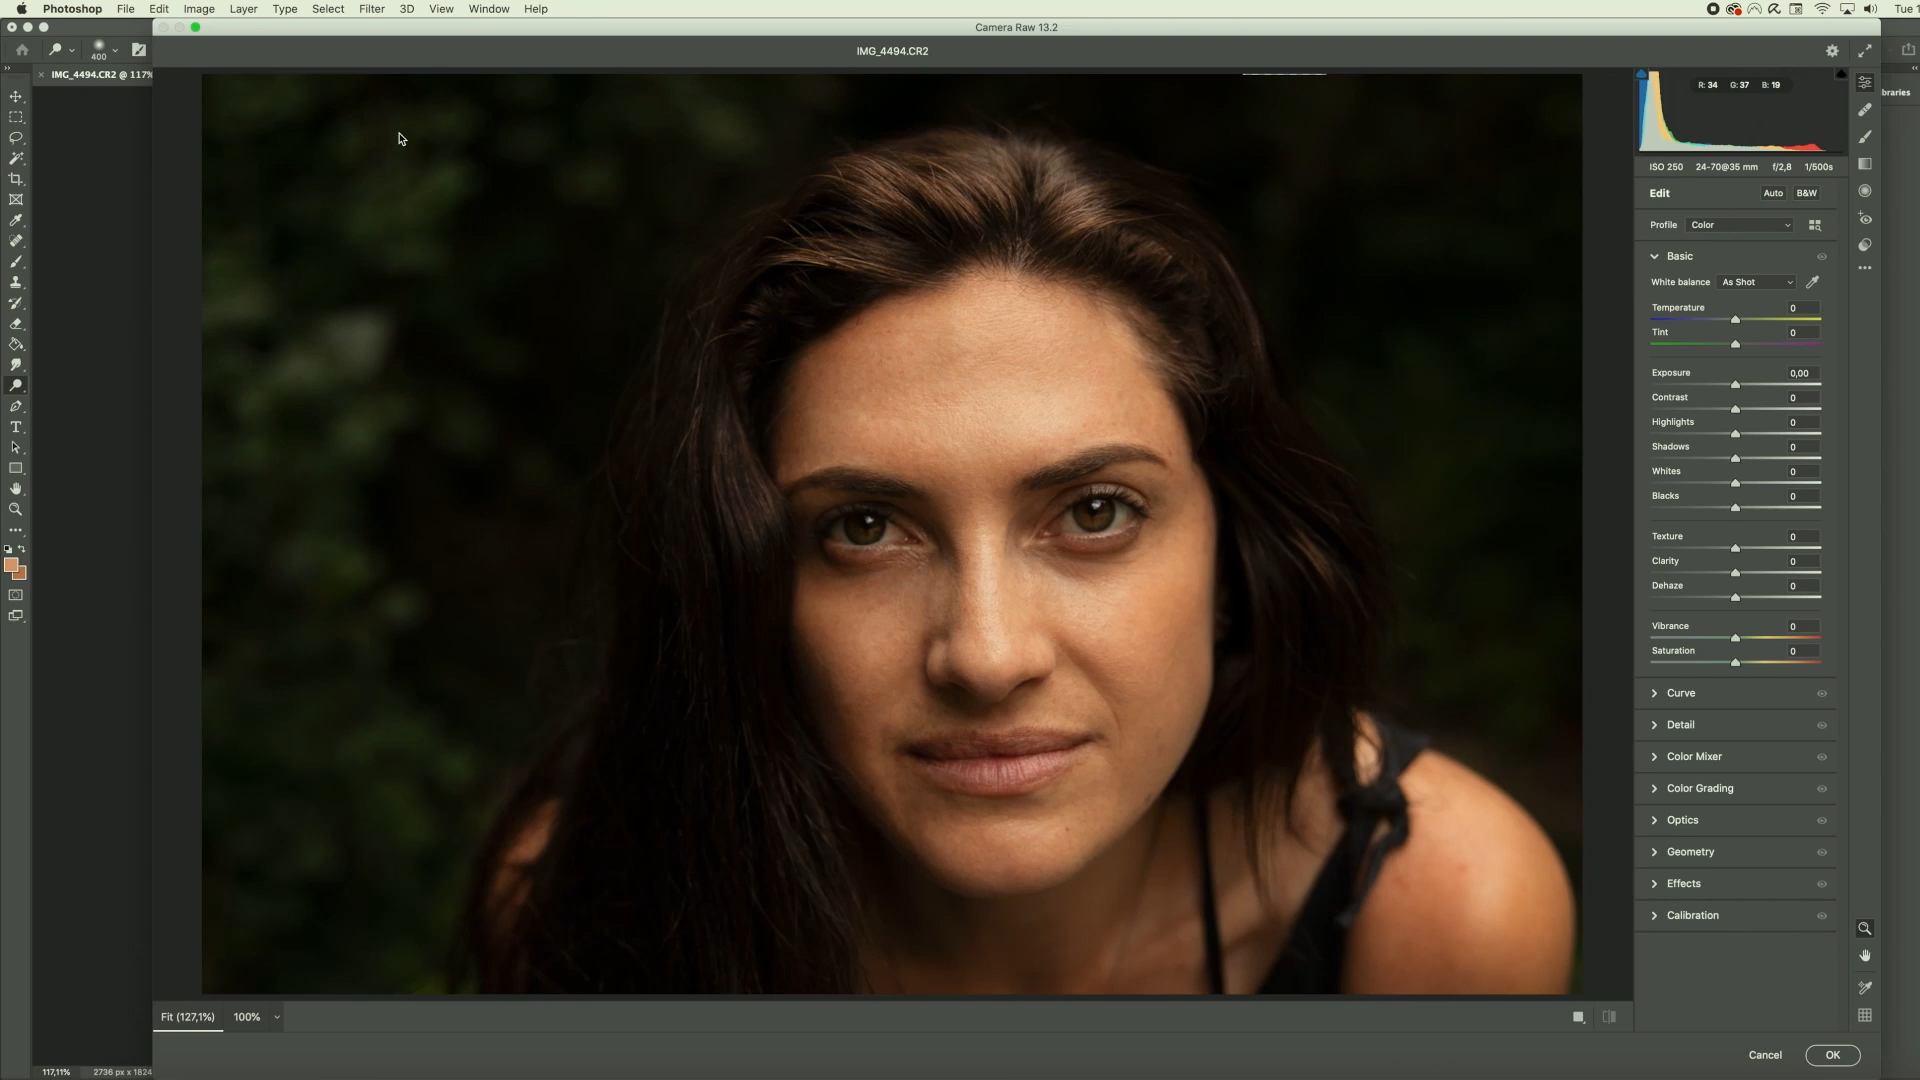 Photoshop File Edit Image Layer Type Select Filter 3D View Window Help Tue 1
Camera Raw 13.2
400
IMG_4494.CR2
IMG_4494.CR2 @ 117%
R: 34 G: 37 B: 19
braries
ISO 250 24-70@35 mm f/2,8 1/500s
Edit Auto B&W
Profile Color
Basic
White balance As Shot
Temperature 0
Tint 0
Exposure 0,00
Contrast 0
Highlights 0
Shadows 0
Whites 0
Blacks 0
Texture 0
Clarity 0
Dehaze 0
Vibrance 0
Saturation 0
Curve
Detail
Color Mixer
Color Grading
Optics
Geometry
Effects
Calibration
Fit (127,1%) 100%
Cancel OK
117,11% 2736 px x 1824